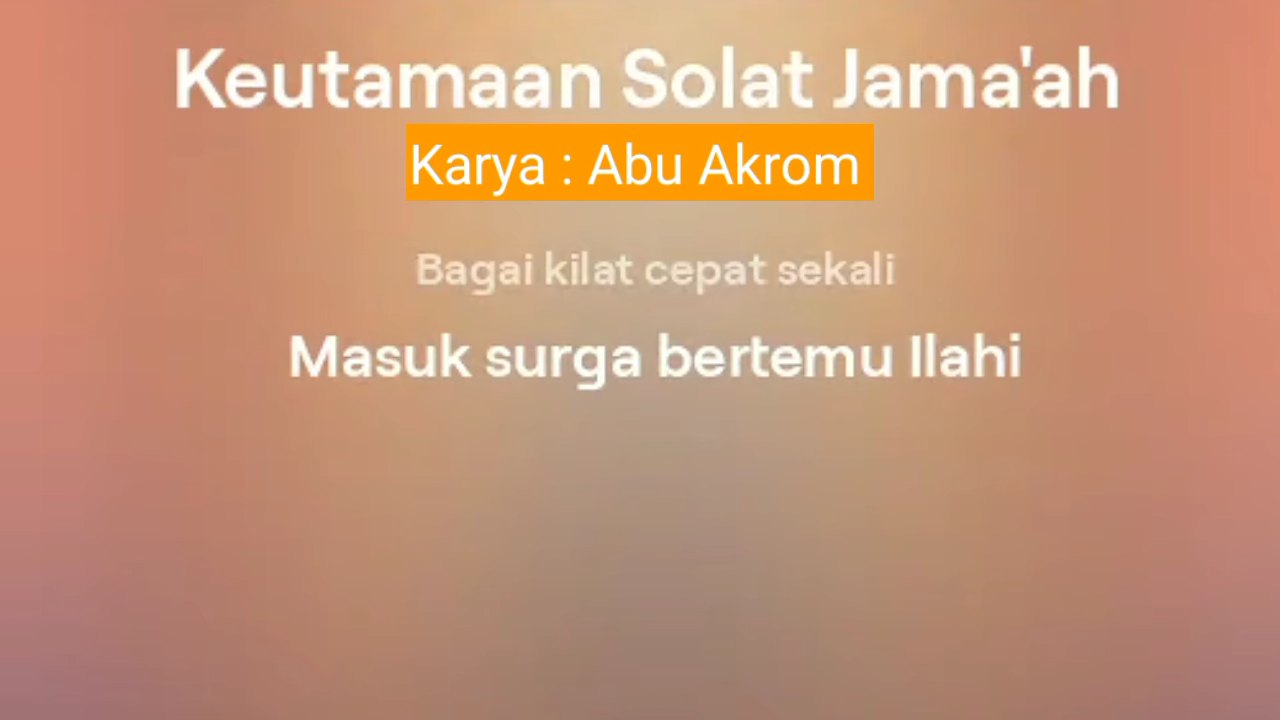 Keutamaan Solat Jama'ah
Karya : Abu Akrom
Bagai kilat cepat sekali
Masuk surga bertemu Ilahi